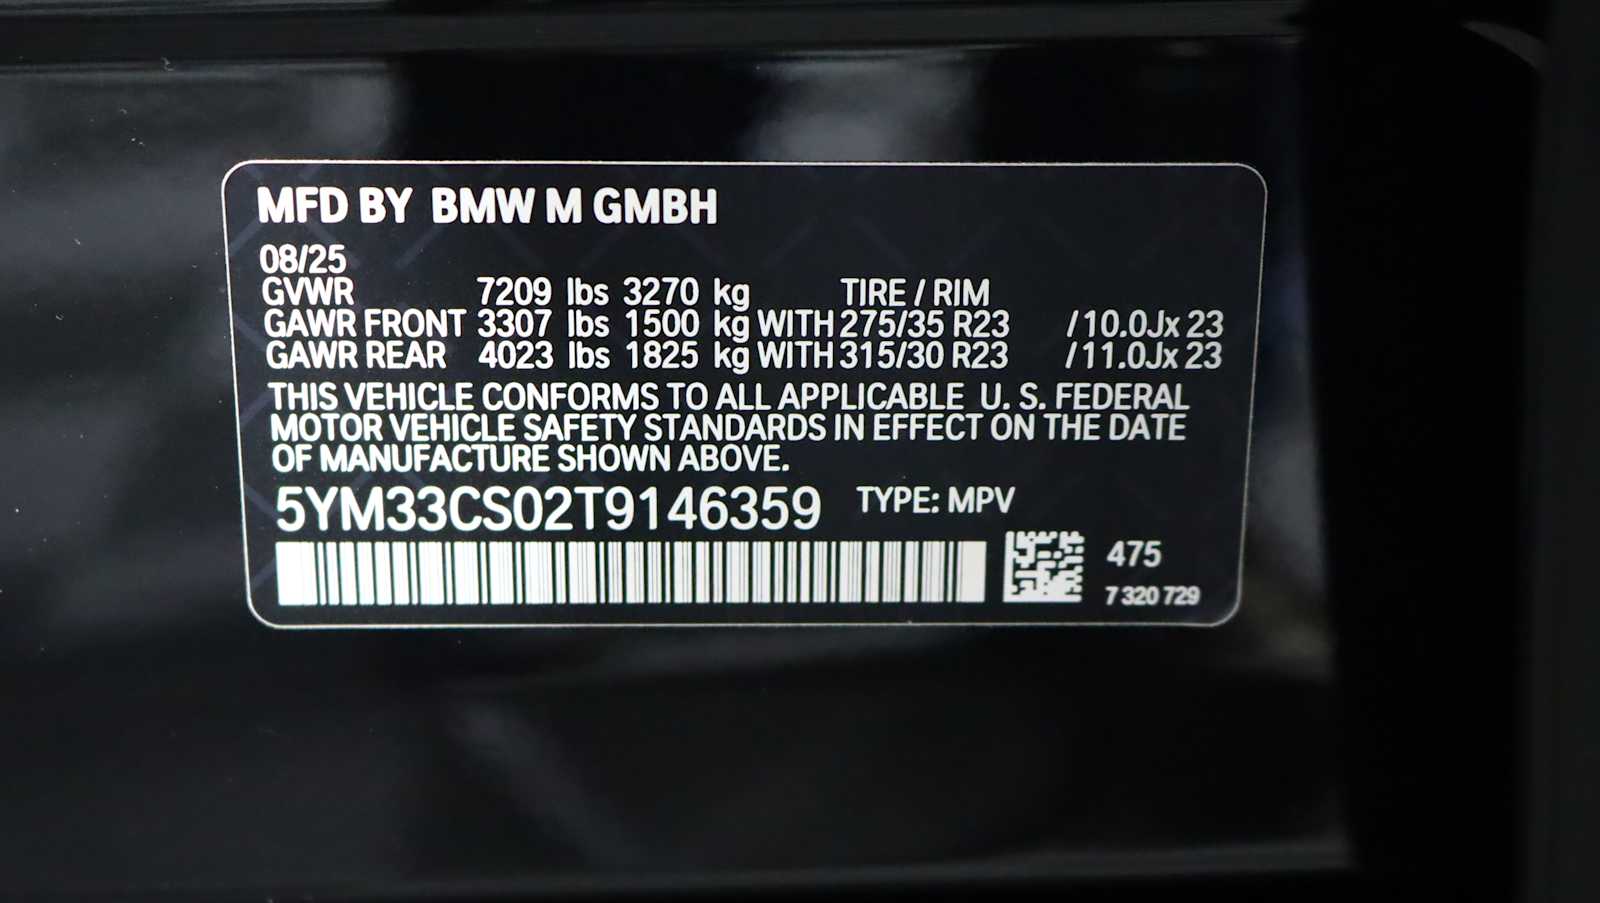 MFD BY BMW M GMBH
08/25
GVWR 7209 lbs 3270 kg TIRE / RIM
GAWR FRONT 3307 lbs 1500 kg WITH 275/35 R23 /10.0Jx 23
GAWR REAR 4023 lbs 1825 kg WITH 315/30 R23 /11.0Jx 23
THIS VEHICLE CONFORMS TO ALL APPLICABLE U. S. FEDERAL
MOTOR VEHICLE SAFETY STANDARDS IN EFFECT ON THE DATE
OF MANUFACTURE SHOWN ABOVE.
5YM33CS02T9146359 TYPE: MPV
475
7 320 729